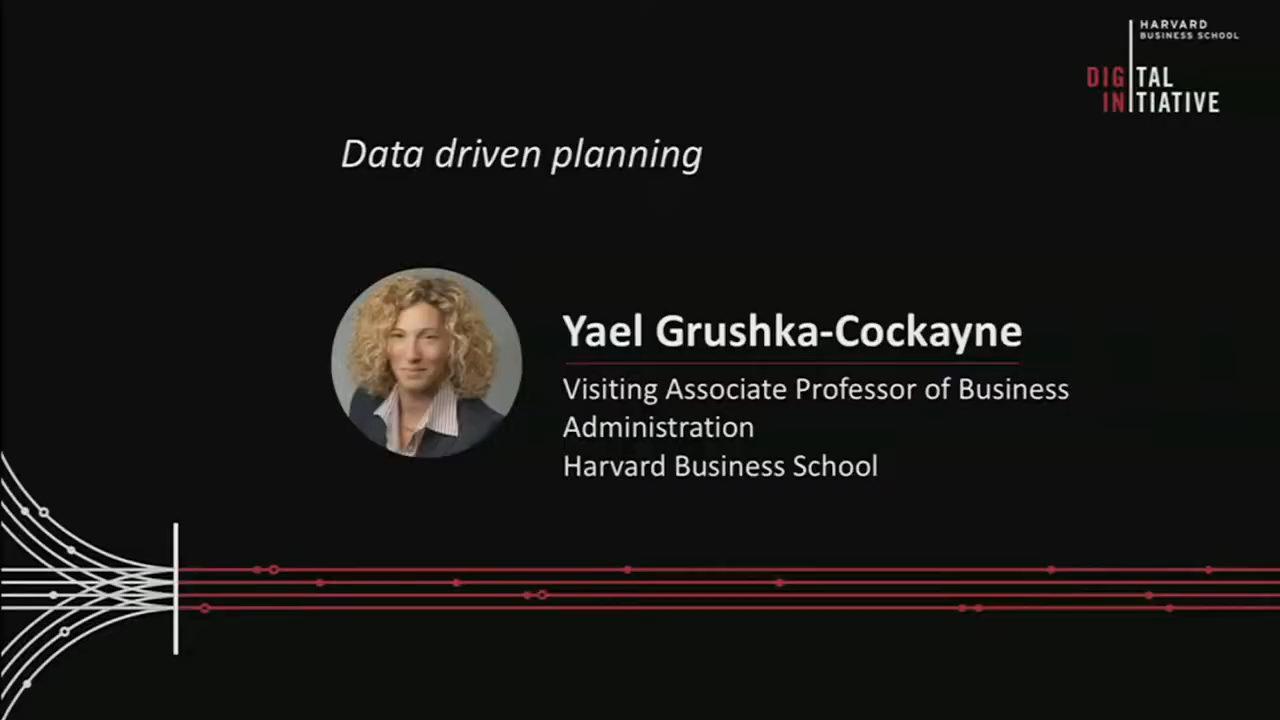 HARVARD
BUSINESS SCHOOL
DIGITAL
INITIATIVE
Data driven planning
Yael Grushka-Cockayne
Visiting Associate Professor of Business
Administration
Harvard Business School